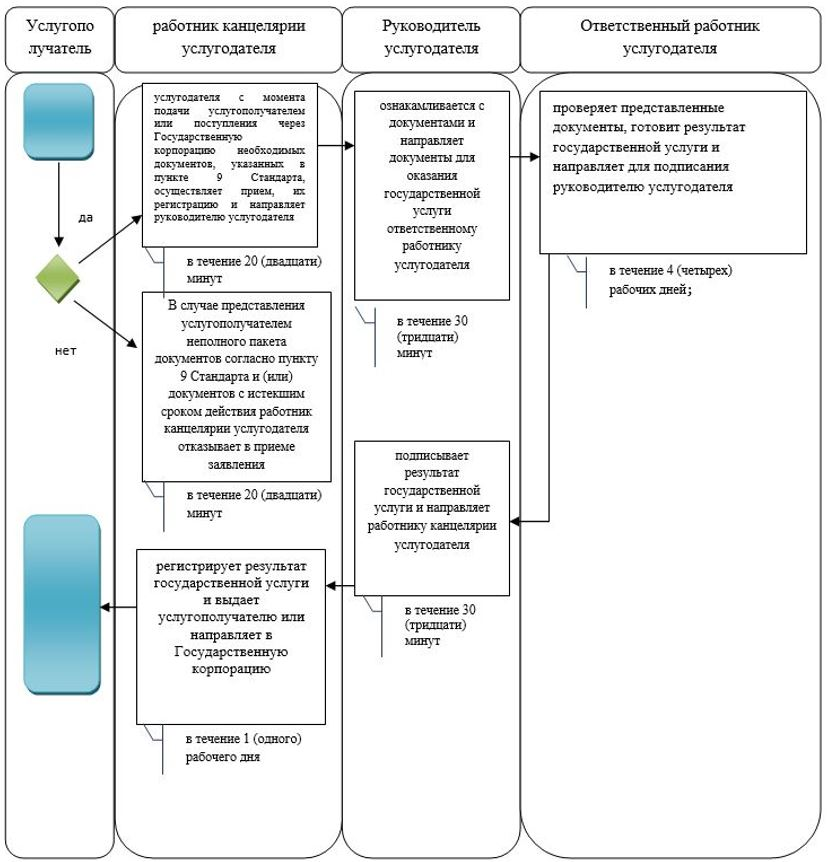 Услугопо
лучатель
работник канцелярии
услугодателя
Руководитель
услугодателя
Ответственный работник
услугодателя
услугодателя с момента
подачи услугополучателем
или поступления через
Государственную
корпорацию необходимых
документов, указанных в
пункте 9 Стандарта,
осуществляет прием, их
регистрацию и направляет
руководителю услугодателя
в течение 20 (двадцати)
минут
ознакамливается с
документами и
направляет
документы для
оказания
государственной
услуги
ответственному
работнику
услугодателя
в течение 30
(тридцати)
минут
проверяет представленные
документы, готовит результат
государственной услуги и
направляет для подписания
руководителю услугодателя
в течение 4 (четырех)
рабочих дней;
да
нет
В случае представления
услугополучателем
неполного пакета
документов согласно пункту
9 Стандарта и (или)
документов с истекшим
сроком действия работник
канцелярии услугодателя
отказывает в приеме
заявления
в течение 20 (двадцати)
минут
подписывает
результат
государственной
услуги и направляет
работнику канцелярии
услугодателя
в течение 30
(тридцати)
минут
регистрирует результат
государственной услуги
и выдает
услугополучателю или
направляет в
Государственную
корпорацию
в течение 1 (одного)
рабочего дня